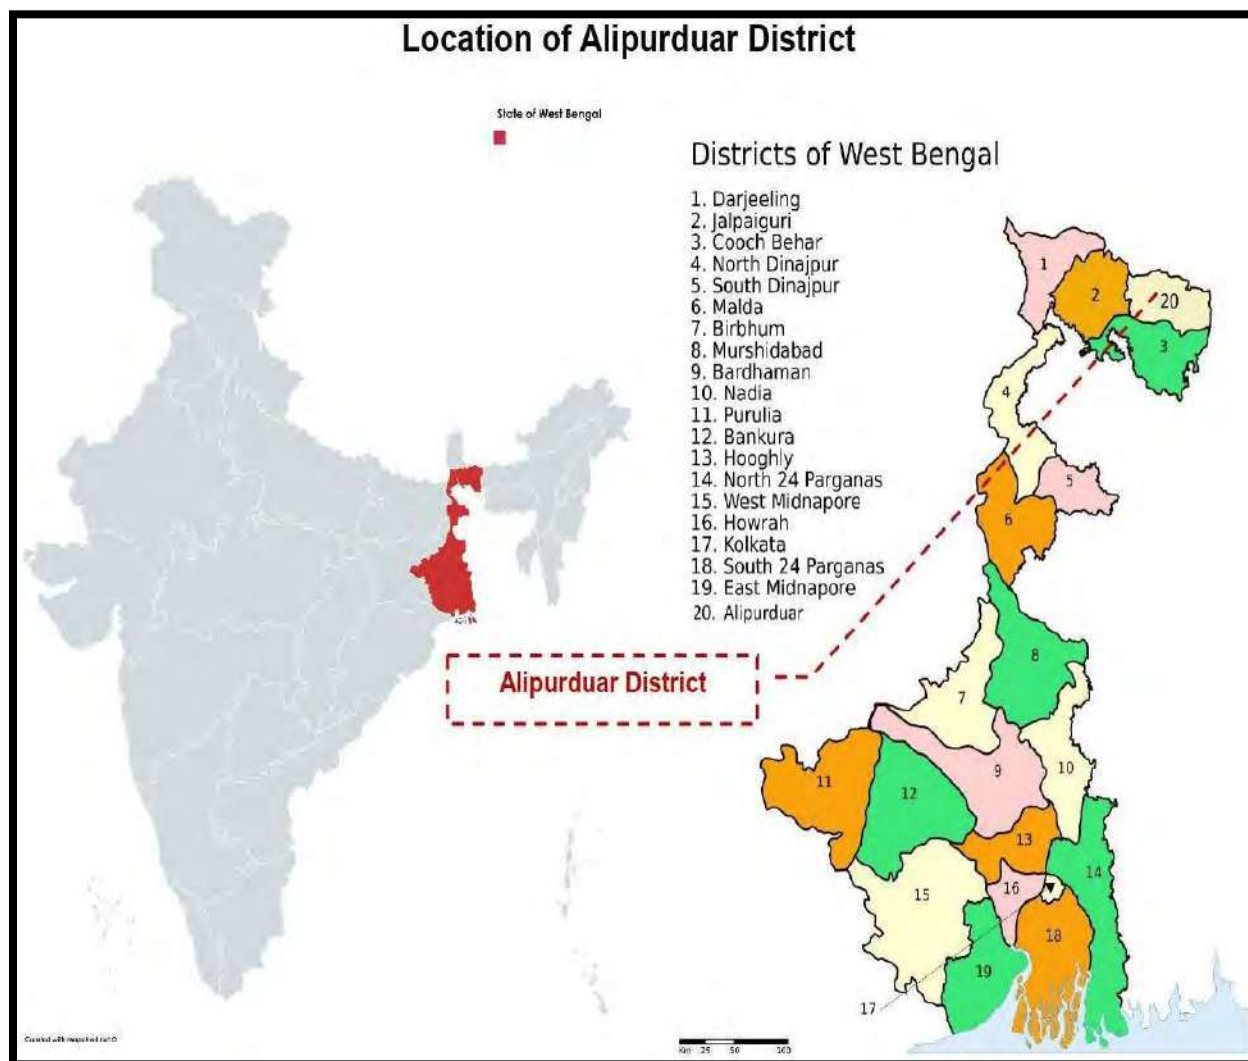 Location of Alipurduar District
State of West Bengal
Districts of West Bengal
1. Darjeeling
2. Jalpaiguri
3. Cooch Behar
4. North Dinajpur
5. South Dinajpur
6. Malda
7. Birbhum
8. Murshidabad
9. Bardhaman
10. Nadia
11. Purulia
12. Bankura
13. Hooghly
14. North 24 Parganas
15. West Midnapore
16. Howrah
17. Kolkata
18. South 24 Parganas
19. East Midnapore
20. Alipurduar
Alipurduar District
1
2
20
3
4
5
6
8
7
9
10
11
12
13
14
15
16
18
19
17
Km 25 50 100
Created with mapchart.net ©